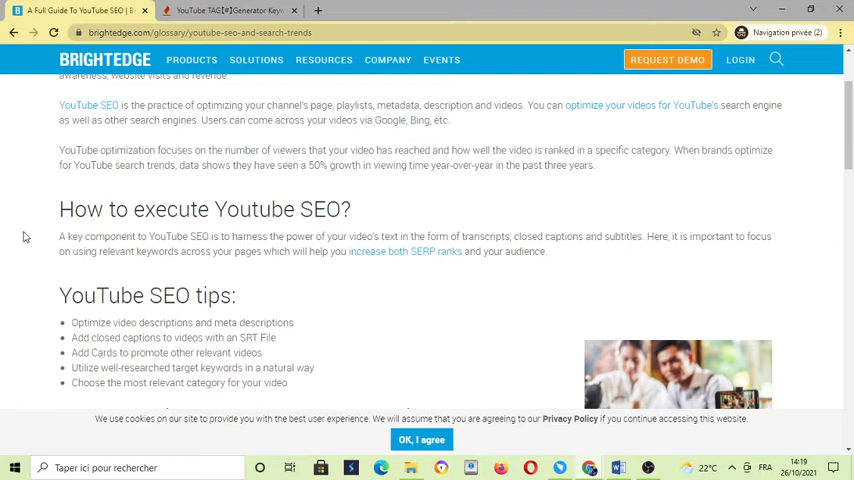 A Full Guide To YouTube SEO | B
YouTube TAG【#】Generator Keyw
brightedge.com/glossary/youtube-seo-and-search-trends
Navigation privée (2)
BRIGHTEDGE PRODUCTS SOLUTIONS RESOURCES COMPANY EVENTS REQUEST DEMO LOGIN
awareness, website visits and revenue.
YouTube SEO is the practice of optimizing your channel's page, playlists, metadata, description and videos. You can optimize your videos for YouTube's search engine
as well as other search engines. Users can come across your videos via Google, Bing, etc.
YouTube optimization focuses on the number of viewers that your video has reached and how well the video is ranked in a specific category. When brands optimize
for YouTube search trends, data shows they have seen a 50% growth in viewing time year-over-year in the past three years.
How to execute Youtube SEO?
A key component to YouTube SEO is to harness the power of your video's text in the form of transcripts, closed captions and subtitles. Here, it is important to focus
on using relevant keywords across your pages which will help you increase both SERP ranks and your audience.
YouTube SEO tips:
Optimize video descriptions and meta descriptions
Add closed captions to videos with an SRT File
Add Cards to promote other relevant videos
Utilize well-researched target keywords in a natural way
Choose the most relevant category for your video
We use cookies on our site to provide you with the best user experience. We will assume that you are agreeing to our Privacy Policy if you continue accessing this website.
OK, I agree
Taper ici pour rechercher
22°C
FRA
14:19
26/10/2021